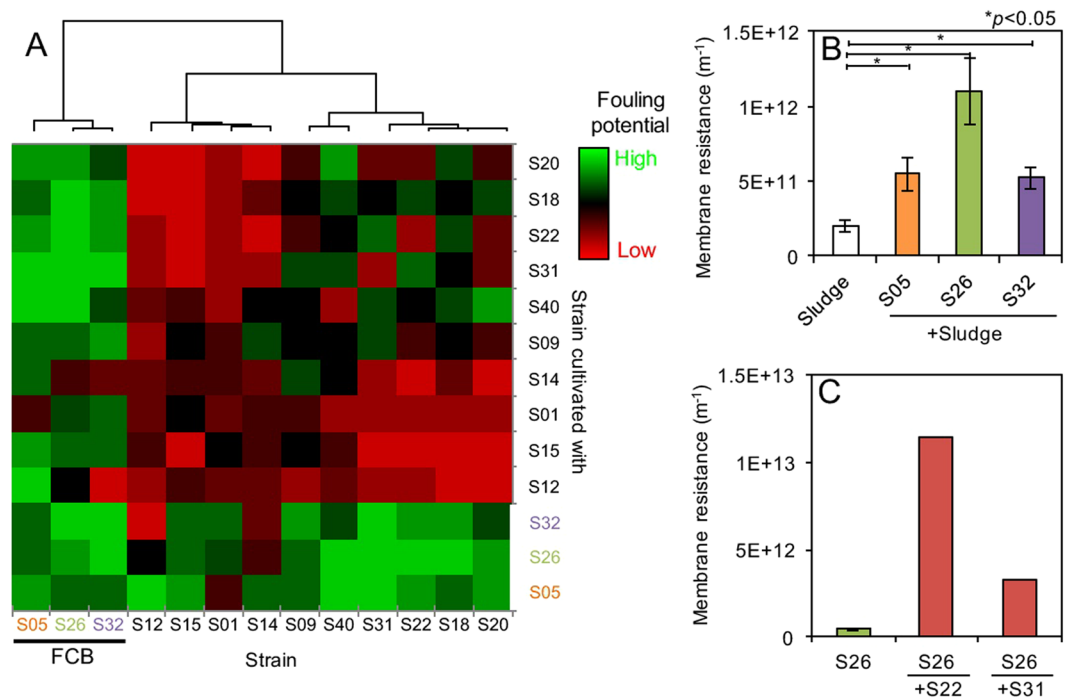 A
Fouling
potential
High
Low
S20
S18
S22
S31
S40
S09
S14
S01
S15
S12
S32
S26
S05
Strain cultivated with
S05 S26 S32 S12 S15 S01 S14 S09 S40 S31 S22 S18 S20
FCB
Strain
*p<0.05
B
Membrane resistance (m-1)
1.5E+12
1E+12
5E+11
0
*
*
*
Sludge
S05
S26
S32
+Sludge
C
Membrane resistance (m-1)
1.5E+13
1E+13
5E+12
0
S26 S26 S26
+S22 +S31